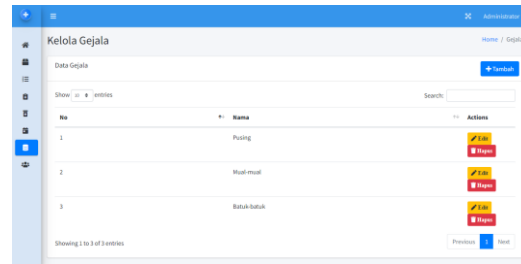 Administrator
Kelola Gejala
Home / Gejala
Data Gejala
+Tambah
Show 10 entries
Search:
No Nama Actions
1 Pusing Edit
Hapus
2 Mual-mual Edit
Hapus
3 Batuk-batuk Edit
Hapus
Showing 1 to 3 of 3 entries
Previous 1 Next